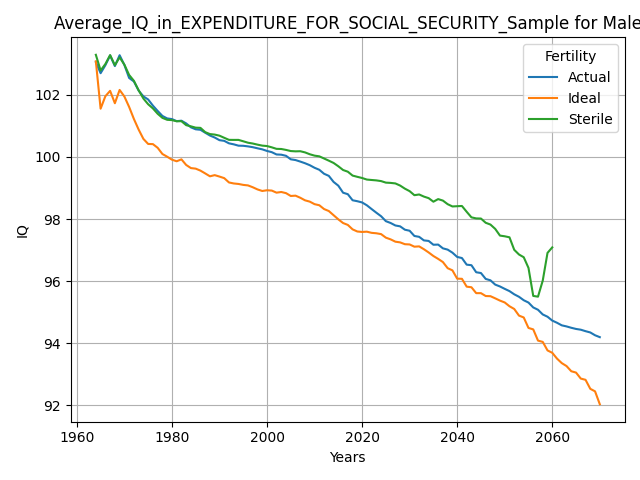 Average_IQ_in_EXPENDITURE_FOR_SOCIAL_SECURITY_Sample for Male
Fertility
Actual
Ideal
Sterile
IQ
102
100
98
96
94
92
1960
1980
2000
2020
2040
2060
Years